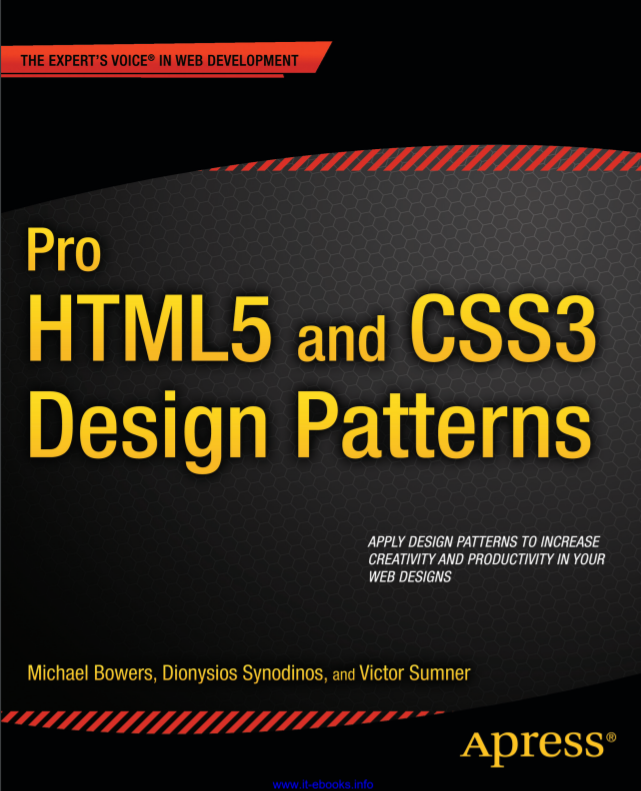 THE EXPERT'S VOICE® IN WEB DEVELOPMENT
Pro
HTML5 and CSS3
Design Patterns
APPLY DESIGN PATTERNS TO INCREASE
CREATIVITY AND PRODUCTIVITY IN YOUR
WEB DESIGNS
Michael Bowers, Dionysios Synodinos, and Victor Sumner
Apress®
www.it-ebooks.info